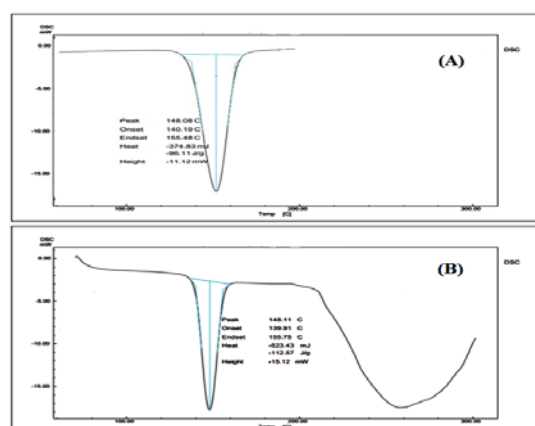 DSC
mW
DSC
(A)
0.00
Peak 148.08 C
Onset 140.19 C
Endset 155.48 C
Heat -374.83 mJ
-96.11 J/g
Height -11.12 mW
-5.00
-10.00
-15.00
100.00 200.00 300.00
Temp [C]
DSC
mW
DSC
(B)
0.00
Peak 148.11 C
Onset 139.91 C
Endset 155.75 C
Heat -523.43 mJ
-112.57 J/g
Height -15.12 mW
-5.00
-10.00
-15.00
100.00 200.00 300.00
Temp [C]